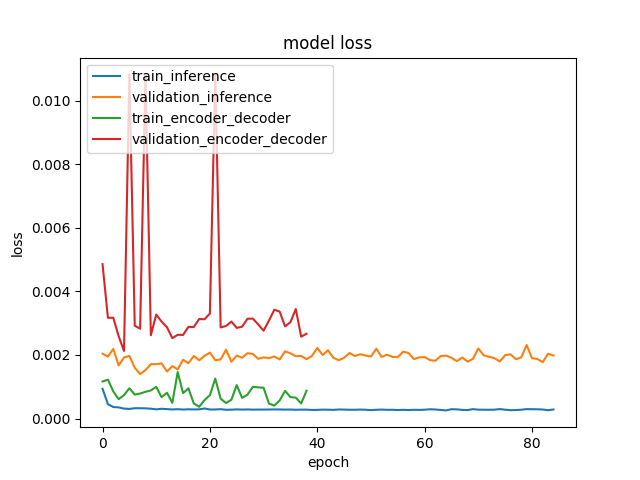 model loss
train_inference
validation_inference
train_encoder_decoder
validation_encoder_decoder
0.010
0.008
0.006
0.004
0.002
0.000
loss
0 20 40 60 80
epoch